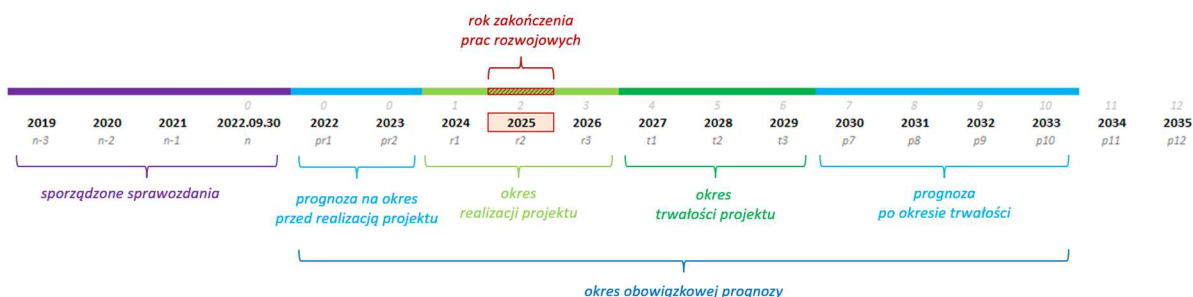 rok zakończenia
prac rozwojowych
0 0 0 1 2 3 4 5 6 7 8 9 10 11 12
2019 2020 2021 2022.09.30 2022 2023 2024 2025 2026 2027 2028 2029 2030 2031 2032 2033 2034 2035
n-3 n-2 n-1 n pr1 pr2 r1 r2 r3 t1 t2 t3 p7 p8 p9 p10 p11 p12
sporządzone sprawozdania
prognoza na okres
przed realizacją projektu
okres
realizacji projektu
okres
trwałości projektu
prognoza
po okresie trwałości
okres obowiązkowej prognozy